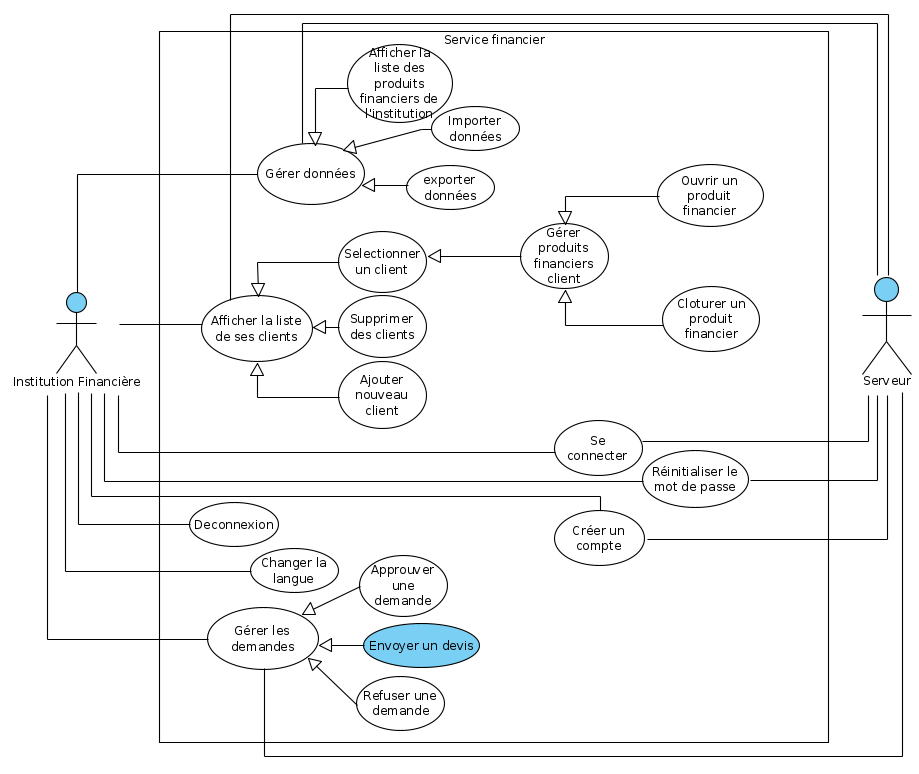 Service financier
Afficher la
liste des
produits
financiers de
l'institution
Importer
données
Gérer données
exporter
données
Ouvrir un
produit
financier
Selectionner
un client
Gérer
produits
financiers
client
Afficher la liste
de ses clients
Supprimer
des clients
Cloturer un
produit
financier
Institution Financière
Serveur
Ajouter
nouveau
client
Se
connecter
Réinitialiser le
mot de passe
Deconnexion
Créer un
compte
Changer la
langue
Approuver
une
demande
Gérer les
demandes
Envoyer un devis
Refuser une
demande